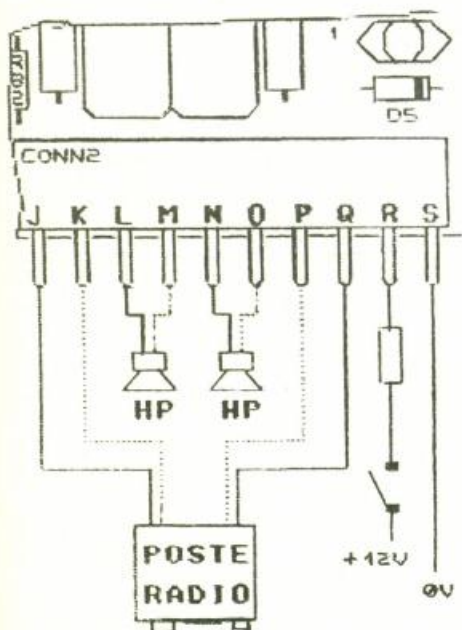 1
D5
CONN2
J K L M N O P Q R S
HP HP
POSTE
RADIO
+12V
0V